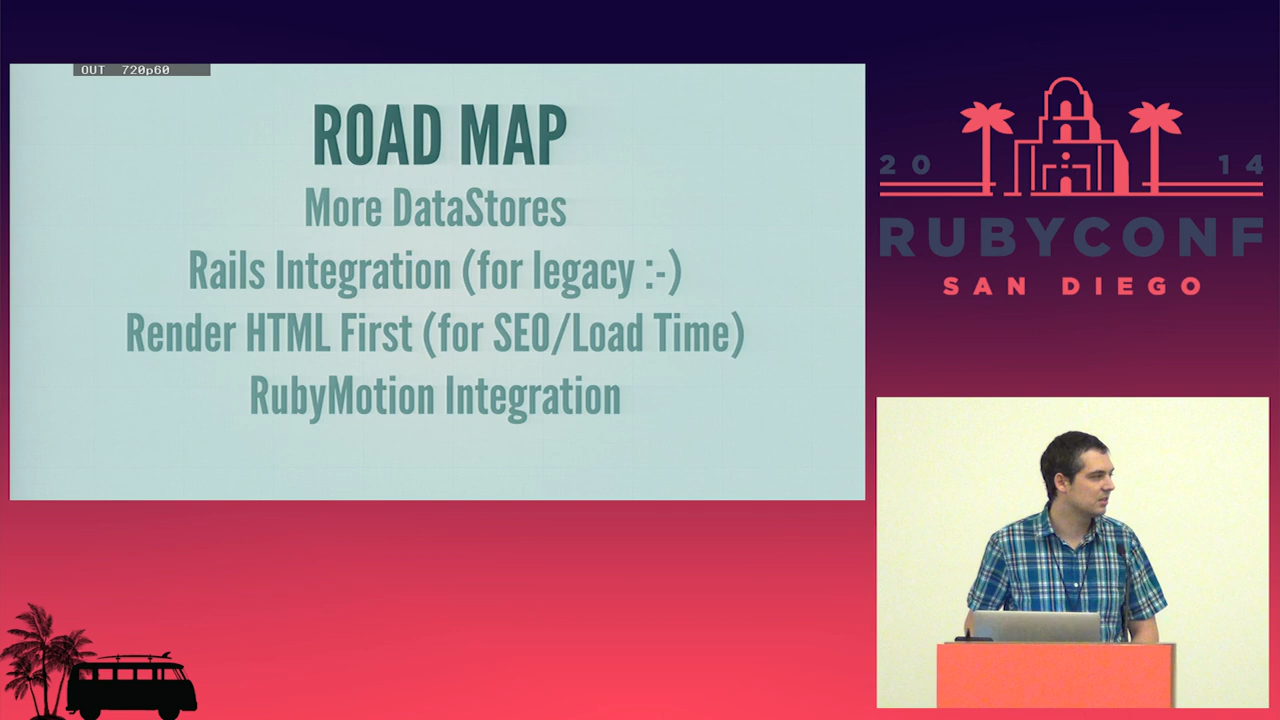 OUT 720p60
ROAD MAP
More DataStores
Rails Integration (for legacy :-)
Render HTML First (for SEO/Load Time)
RubyMotion Integration
20 14
RUBYCONF
SAN DIEGO